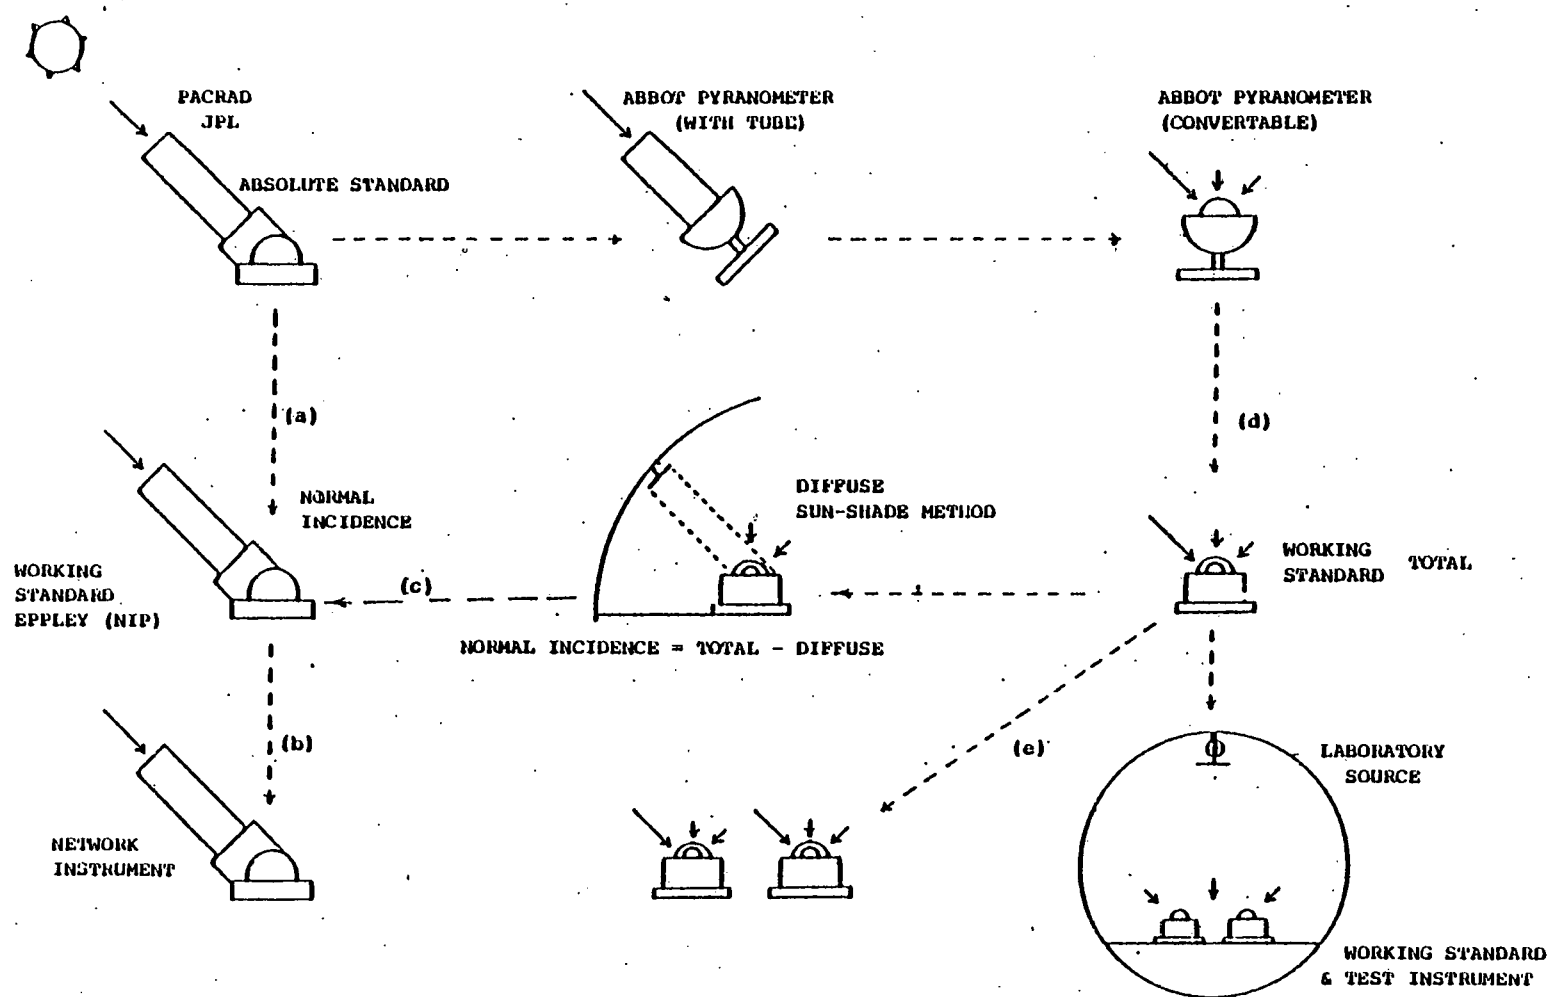 PACRAD
JPL
ABSOLUTE STANDARD
ABBOT PYRANOMETER
(WITH TUBE)
ABBOT PYRANOMETER
(CONVERTABLE)
(a)
(d)
NORMAL
INCIDENCE
DIFFUSE
SUN-SHADE METHOD
WORKING
STANDARD
TOTAL
WORKING
STANDARD
EPPLEY (NIP)
(c)
NORMAL INCIDENCE = TOTAL - DIFFUSE
(b)
(e)
LABORATORY
SOURCE
NETWORK
INSTRUMENT
WORKING STANDARD
& TEST INSTRUMENT